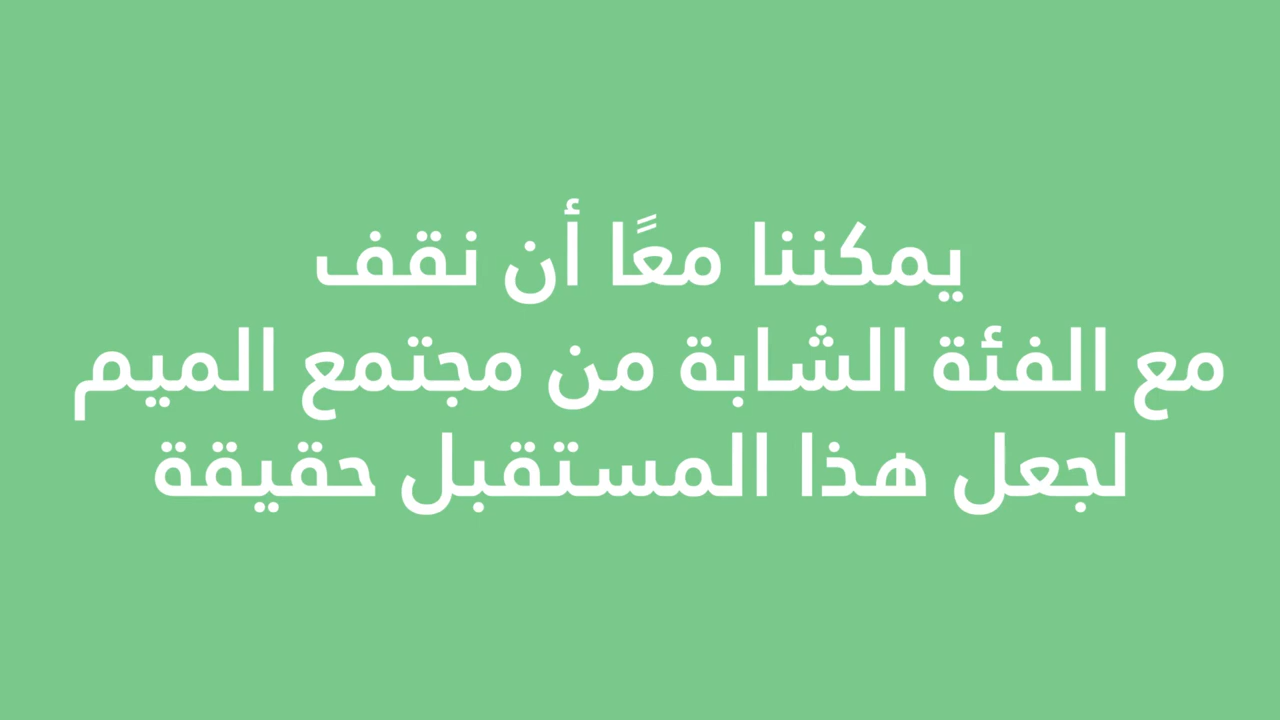 يمكننا معًا أن نقف
مع الفئة الشابة من مجتمع الميم
لجعل هذا المستقبل حقيقة